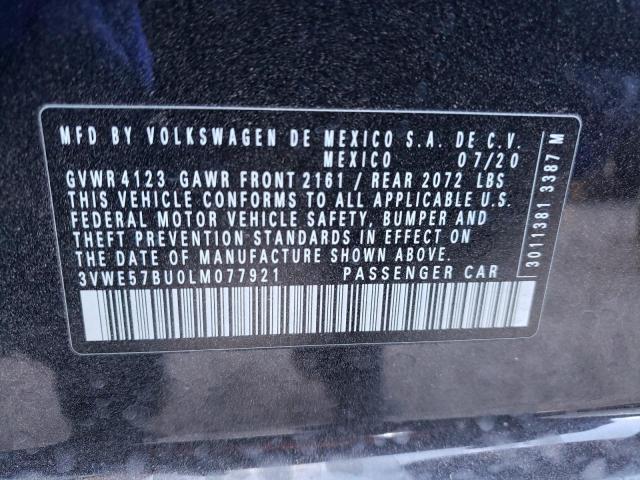 MFD BY VOLKSWAGEN DE MEXICO S.A. DE C.V.
MEXICO 07/20
GVWR 4123 GAWR FRONT 2161 / REAR 2072 LBS
THIS VEHICLE CONFORMS TO ALL APPLICABLE U.S.
FEDERAL MOTOR VEHICLE SAFETY, BUMPER AND
THEFT PREVENTION STANDARDS IN EFFECT ON
THE DATE OF MANUFACTURE SHOWN ABOVE.
3VWE57BU0LM077921 PASSENGER CAR
3011381 3387 M